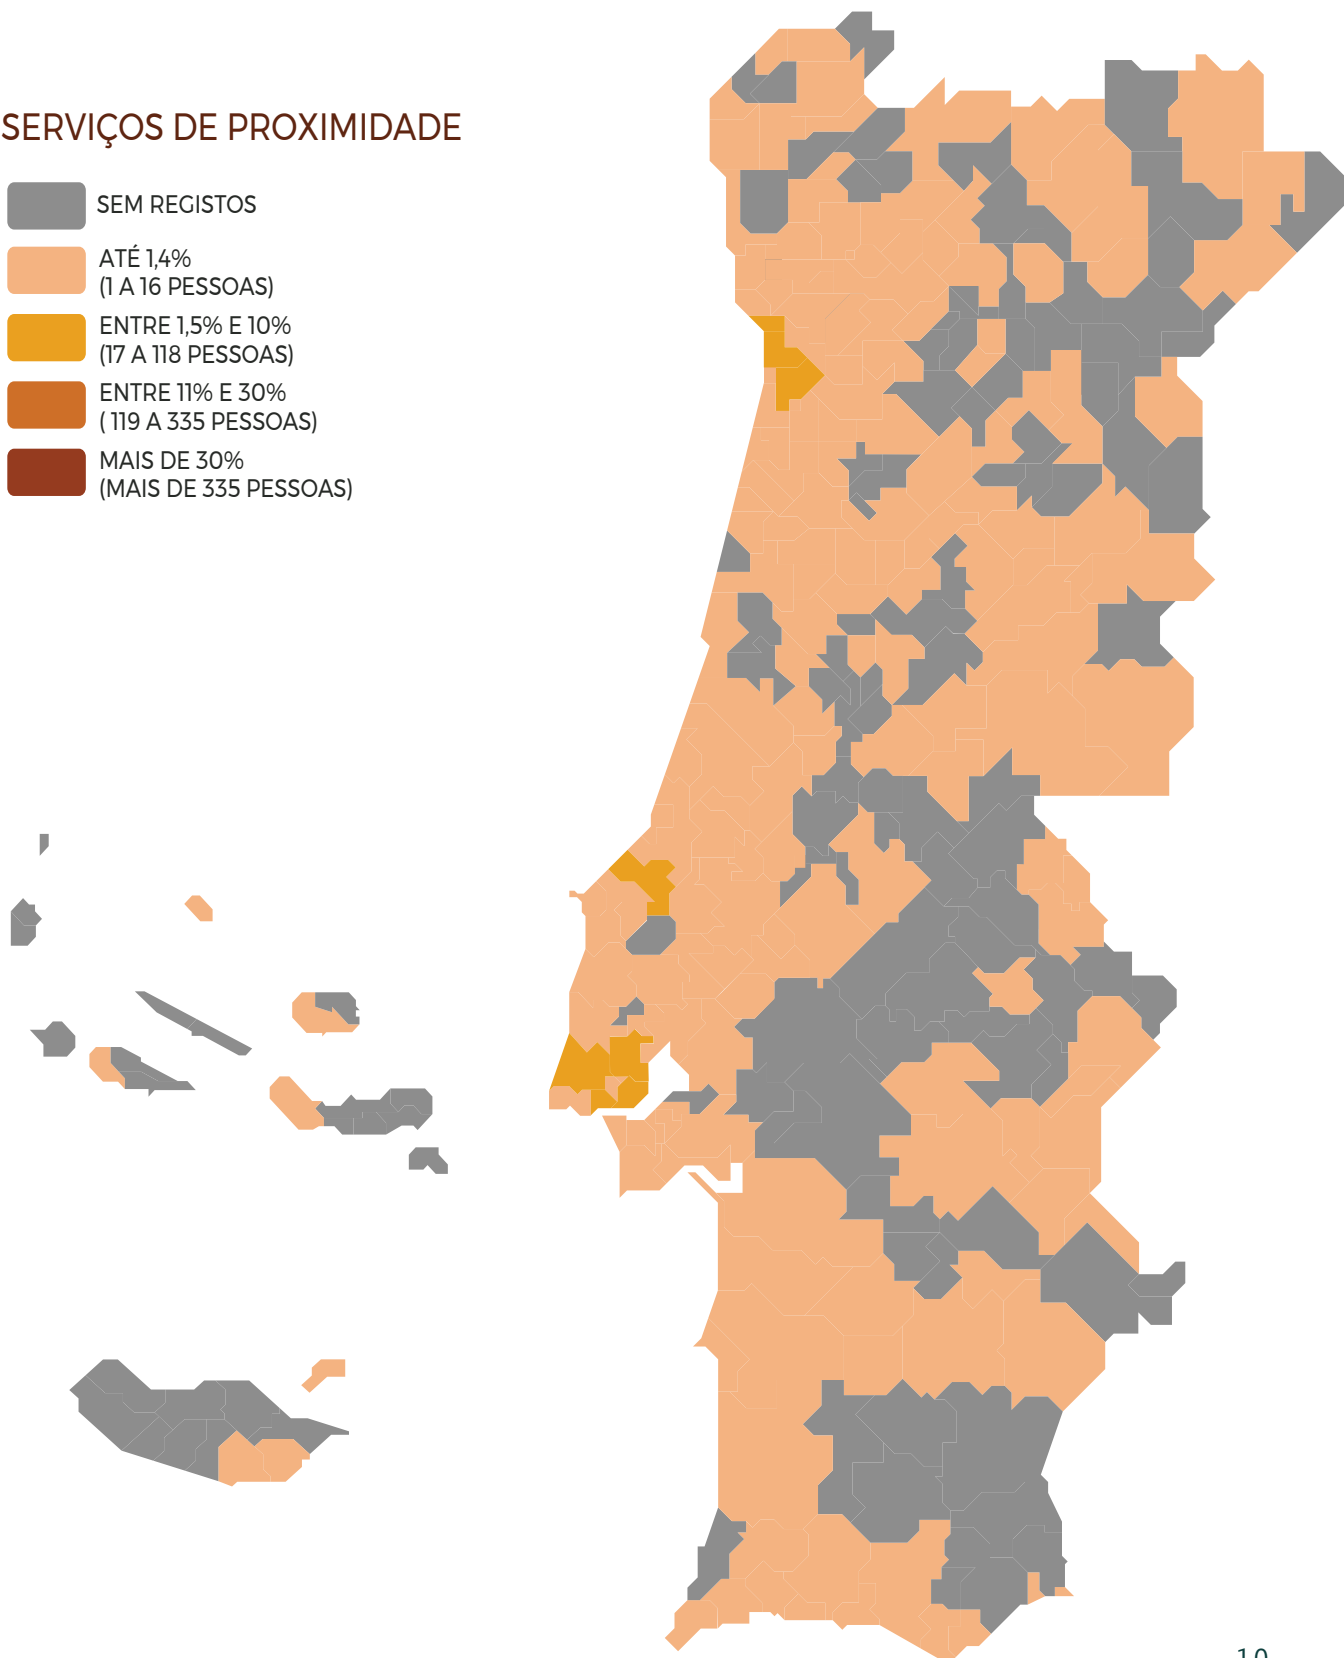 SERVIÇOS DE PROXIMIDADE
SEM REGISTOS
ATÉ 1,4%
(1 A 16 PESSOAS)
ENTRE 1,5% E 10%
(17 A 118 PESSOAS)
ENTRE 11% E 30%
( 119 A 335 PESSOAS)
MAIS DE 30%
(MAIS DE 335 PESSOAS)
10